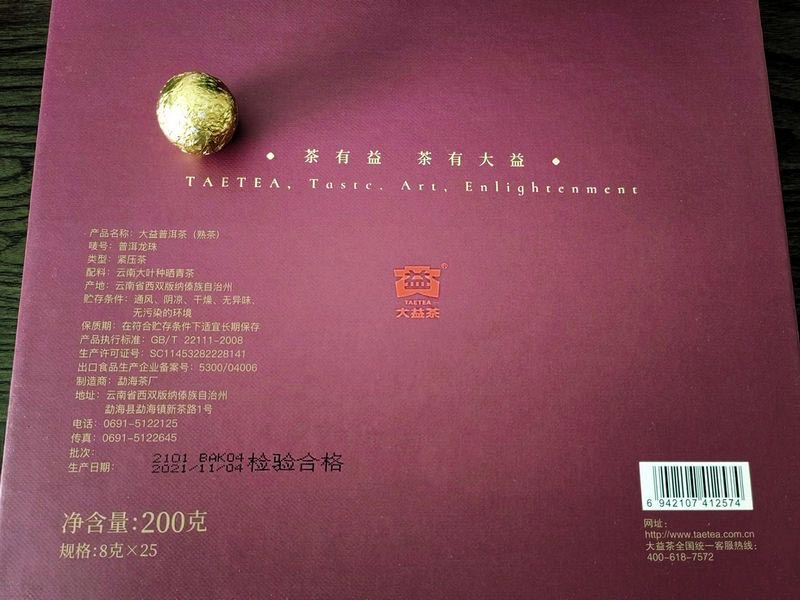 茶有益 茶有大益
TAETEA, Taste, Art, Enlightenment
产品名称：大益普洱茶（熟茶）
唛号：普洱龙珠
类型：紧压茶
配料：云南大叶种晒青茶
产地：云南省西双版纳傣族自治州
贮存条件：通风、阴凉、干燥、无异味、
无污染的环境
保质期：在符合贮存条件下适宜长期保存
产品执行标准：GB/T 22111-2008
生产许可证号：SC11453282228141
出口食品生产企业备案号：5300/04006
制造商：勐海茶厂
地址：云南省西双版纳傣族自治州
勐海县勐海镇新茶路1号
电话：0691-5122125
传真：0691-5122645
批次：2101 BAK04
生产日期：2021/11/04 检验合格
净含量：200克
规格：8克×25
益
TAETEA
大益茶
®
6 942107 412574
网址：
http://www.taetea.com.cn
大益茶全国统一客服热线：
400-618-7572